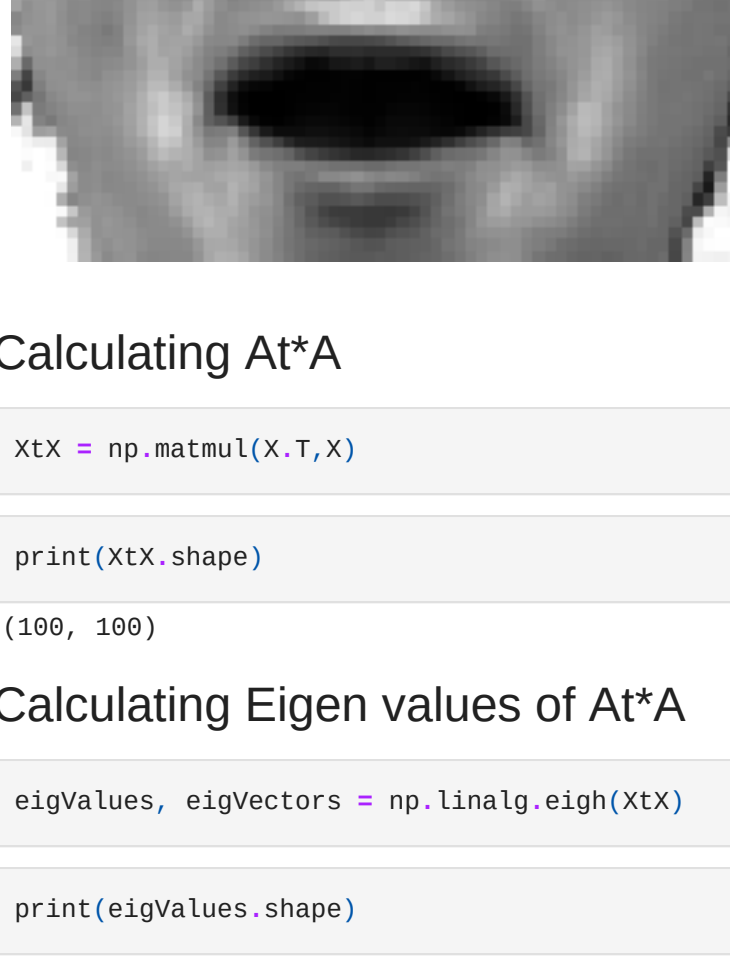 Calculating At*A
XtX = np.matmul(X.T,X)
print(XtX.shape)
(100, 100)
Calculating Eigen values of At*A
eigValues, eigVectors = np.linalg.eigh(XtX)
print(eigValues.shape)